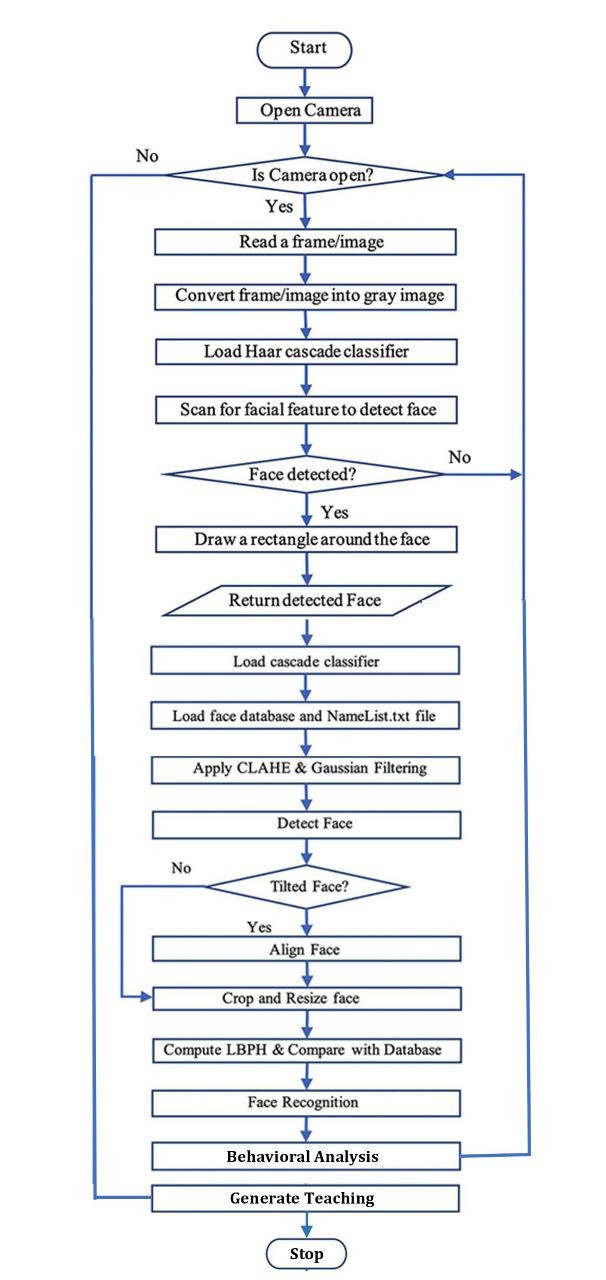 Start
Open Camera
No
Is Camera open?
Yes
Read a frame/image
Convert frame/image into gray image
Load Haar cascade classifier
Scan for facial feature to detect face
No
Face detected?
Yes
Draw a rectangle around the face
Return detected Face
Load cascade classifier
Load face database and NameList.txt file
Apply CLAHE & Gaussian Filtering
Detect Face
No
Tilted Face?
Yes
Align Face
Crop and Resize face
Compute LBPH & Compare with Database
Face Recognition
Behavioral Analysis
Generate Teaching
Stop